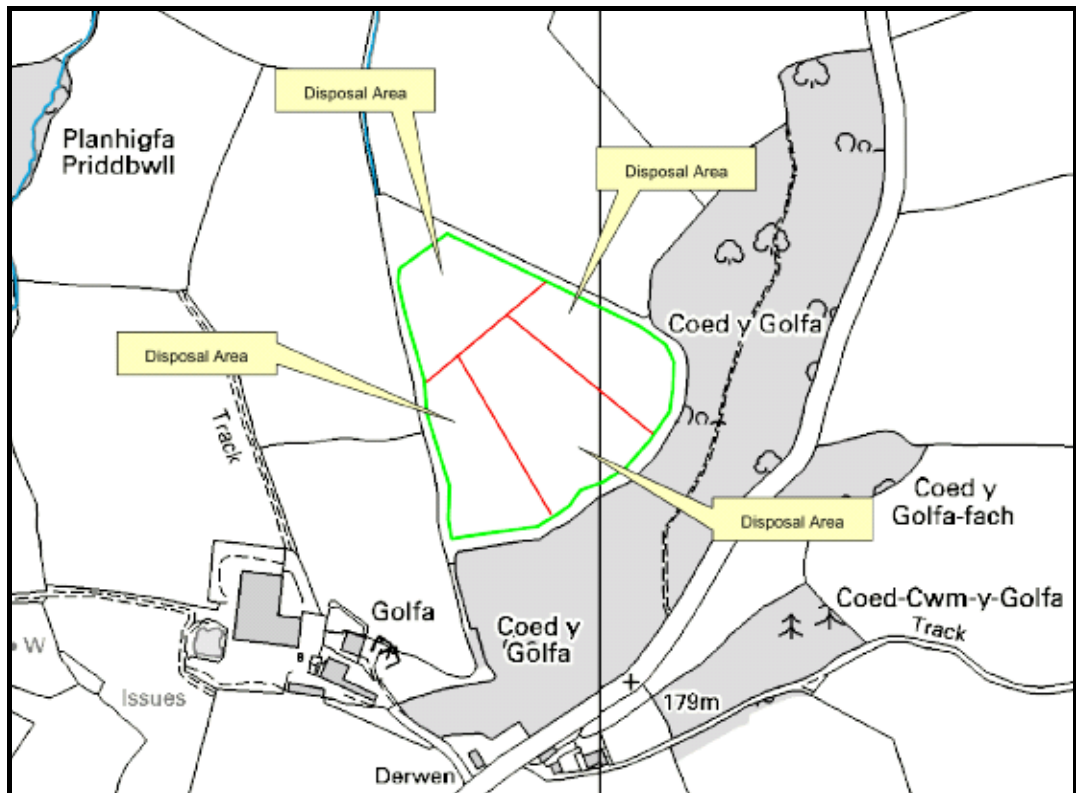 Disposal Area
Planhigfa
Priddbwll
Disposal Area
Coed y Golfa
Disposal Area
Track
Coed y
Golfa-fach
Disposal Area
Golfa
Coed y
Golfa
Coed-Cwm-y-Golfa
Track
W
Issues
179m
Derwen